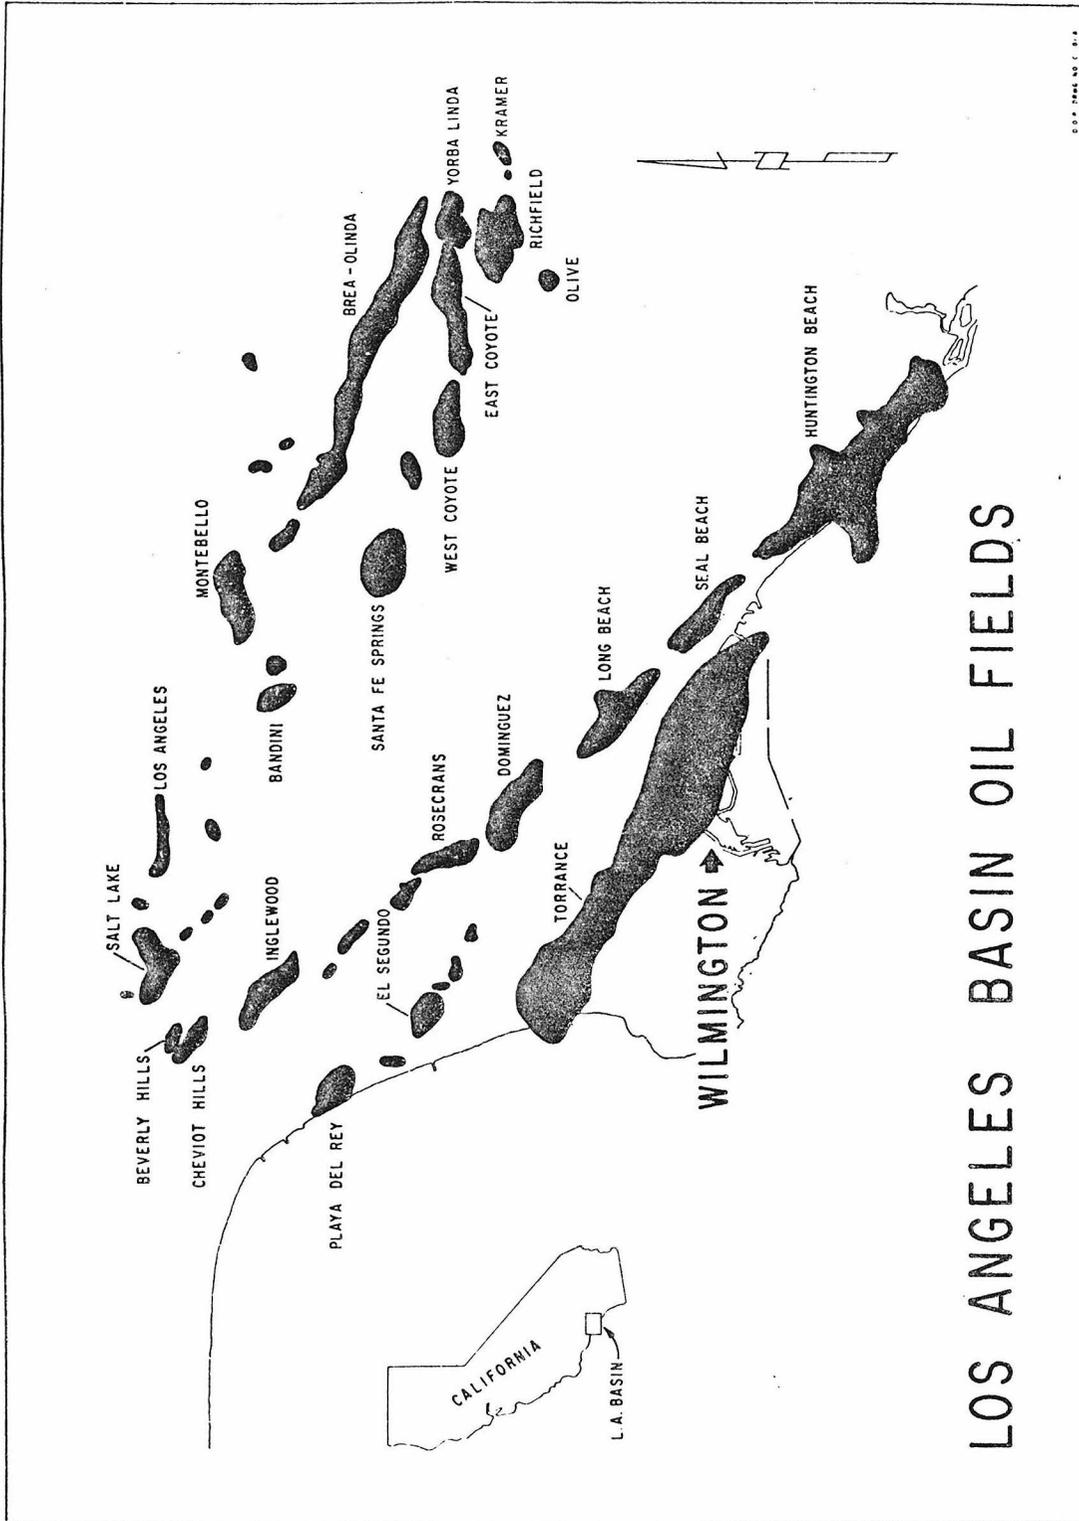 SALT LAKE
LOS ANGELES
BEVERLY HILLS
CHEVIOT HILLS
INGLEWOOD
BANDINI
MONTEBELLO
BREA-OLINDA
YORBA LINDA
KRAMER
RICHFIELD
OLIVE
EAST COYOTE
WEST COYOTE
SANTA FE SPRINGS
PLAYA DEL REY
EL SEGUNDO
ROSECRANS
DOMINGUEZ
TORRANCE
LONG BEACH
SEAL BEACH
HUNTINGTON BEACH
WILMINGTON
CALIFORNIA
L.A. BASIN
LOS ANGELES BASIN OIL FIELDS